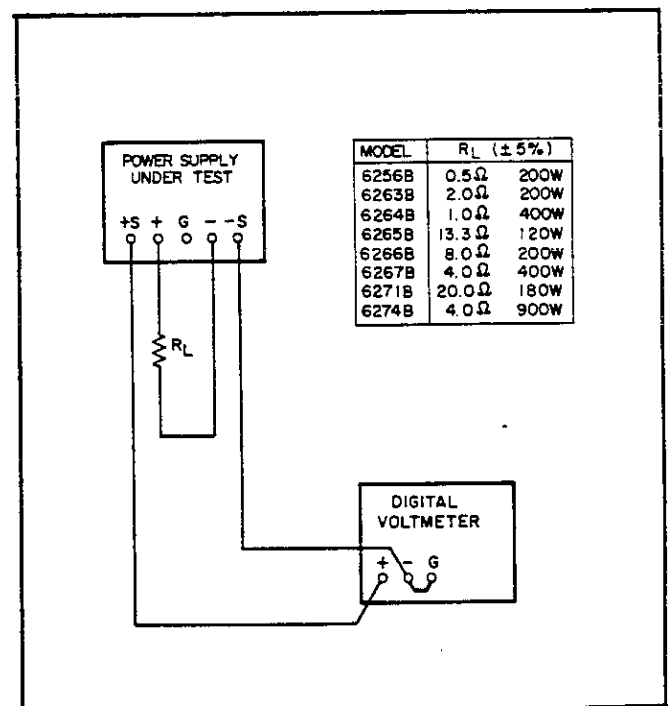 POWER SUPPLY
UNDER TEST
+S + G - -S
RL
MODEL RL (±5%)
6256B 0.5Ω 200W
6263B 2.0Ω 200W
6264B 1.0Ω 400W
6265B 13.3Ω 120W
6266B 8.0Ω 200W
6267B 4.0Ω 400W
6271B 20.0Ω 180W
6274B 4.0Ω 900W
DIGITAL
VOLTMETER
+ - G